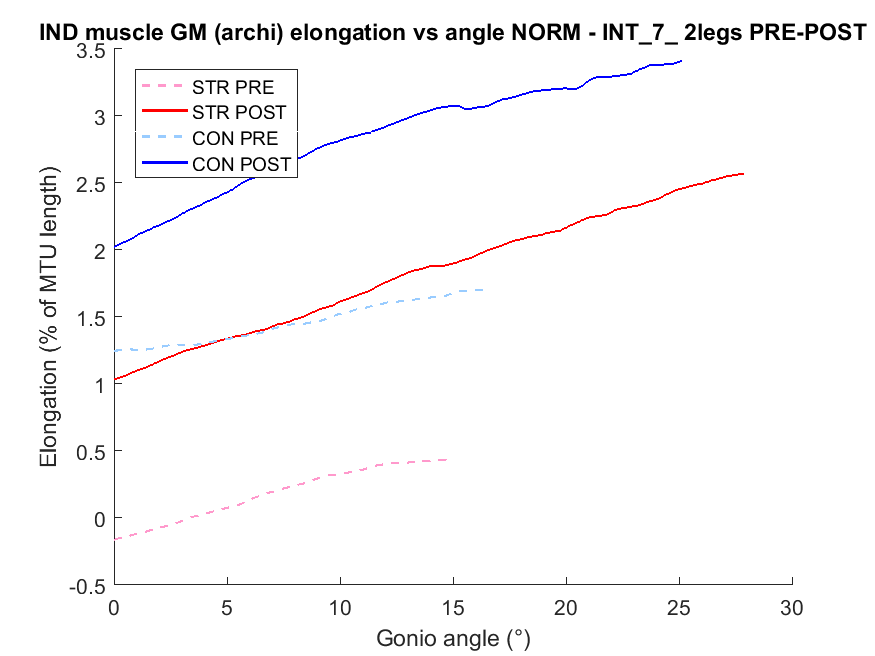 IND muscle GM (archi) elongation vs angle NORM - INT_7_ 2legs PRE-POST
STR PRE
STR POST
CON PRE
CON POST
Elongation (% of MTU length)
3.5
3
2.5
2
1.5
1
0.5
0
-0.5
0 5 10 15 20 25 30
Gonio angle (°)